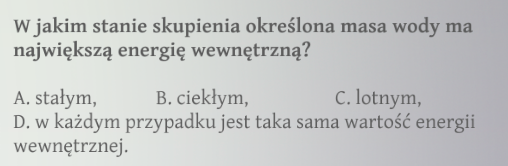 W jakim stanie skupienia określona masa wody ma
największą energię wewnętrzną?
A. stałym, B. ciekłym, C. lotnym,
D. w każdym przypadku jest taka sama wartość energii
wewnętrznej.